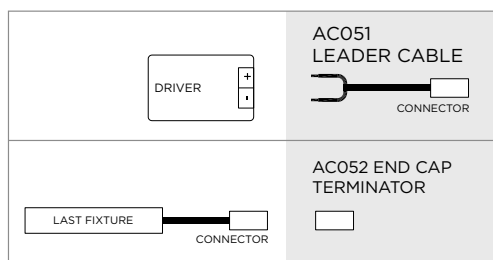 AC051
LEADER CABLE
DRIVER
+
-
CONNECTOR
AC052 END CAP
TERMINATOR
LAST FIXTURE
CONNECTOR